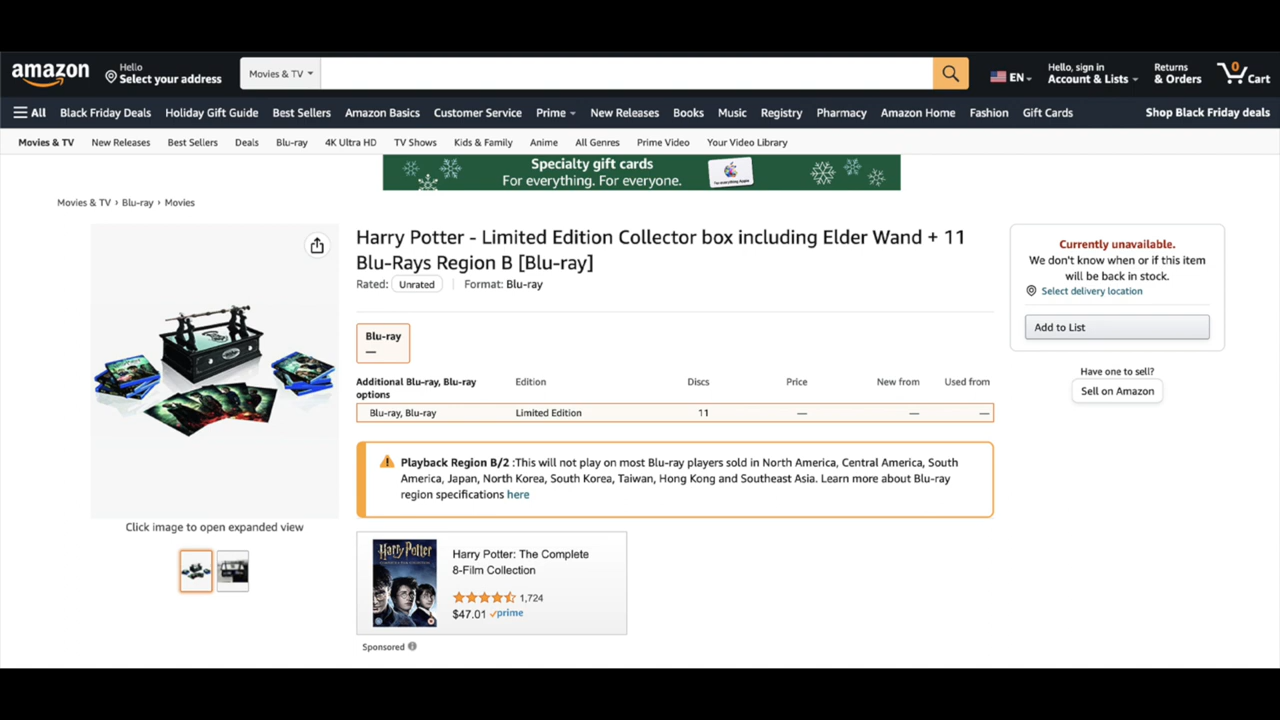 amazon
Hello
Select your address
Movies & TV
EN
Hello, sign in
Account & Lists
Returns
& Orders
0
Cart
All
Black Friday Deals
Holiday Gift Guide
Best Sellers
Amazon Basics
Customer Service
Prime
New Releases
Books
Music
Registry
Pharmacy
Amazon Home
Fashion
Gift Cards
Shop Black Friday deals
Movies & TV
New Releases
Best Sellers
Deals
Blu-ray
4K Ultra HD
TV Shows
Kids & Family
Anime
All Genres
Prime Video
Your Video Library
Specialty gift cards
For everything. For everyone.
Movies & TV › Blu-ray › Movies
Harry Potter - Limited Edition Collector box including Elder Wand + 11
Blu-Rays Region B [Blu-ray]
Rated: Unrated | Format: Blu-ray
Blu-ray
—
Additional Blu-ray, Blu-ray options Edition Discs Price New from Used from
Blu-ray, Blu-ray Limited Edition 11 — — —
Playback Region B/2 :This will not play on most Blu-ray players sold in North America, Central America, South
America, Japan, North Korea, South Korea, Taiwan, Hong Kong and Southeast Asia. Learn more about Blu-ray
region specifications here
Click image to open expanded view
Harry Potter
Harry Potter: The Complete
8-Film Collection
1,724
$47.01 prime
Sponsored
Currently unavailable.
We don't know when or if this item
will be back in stock.
Select delivery location
Add to List
Have one to sell?
Sell on Amazon